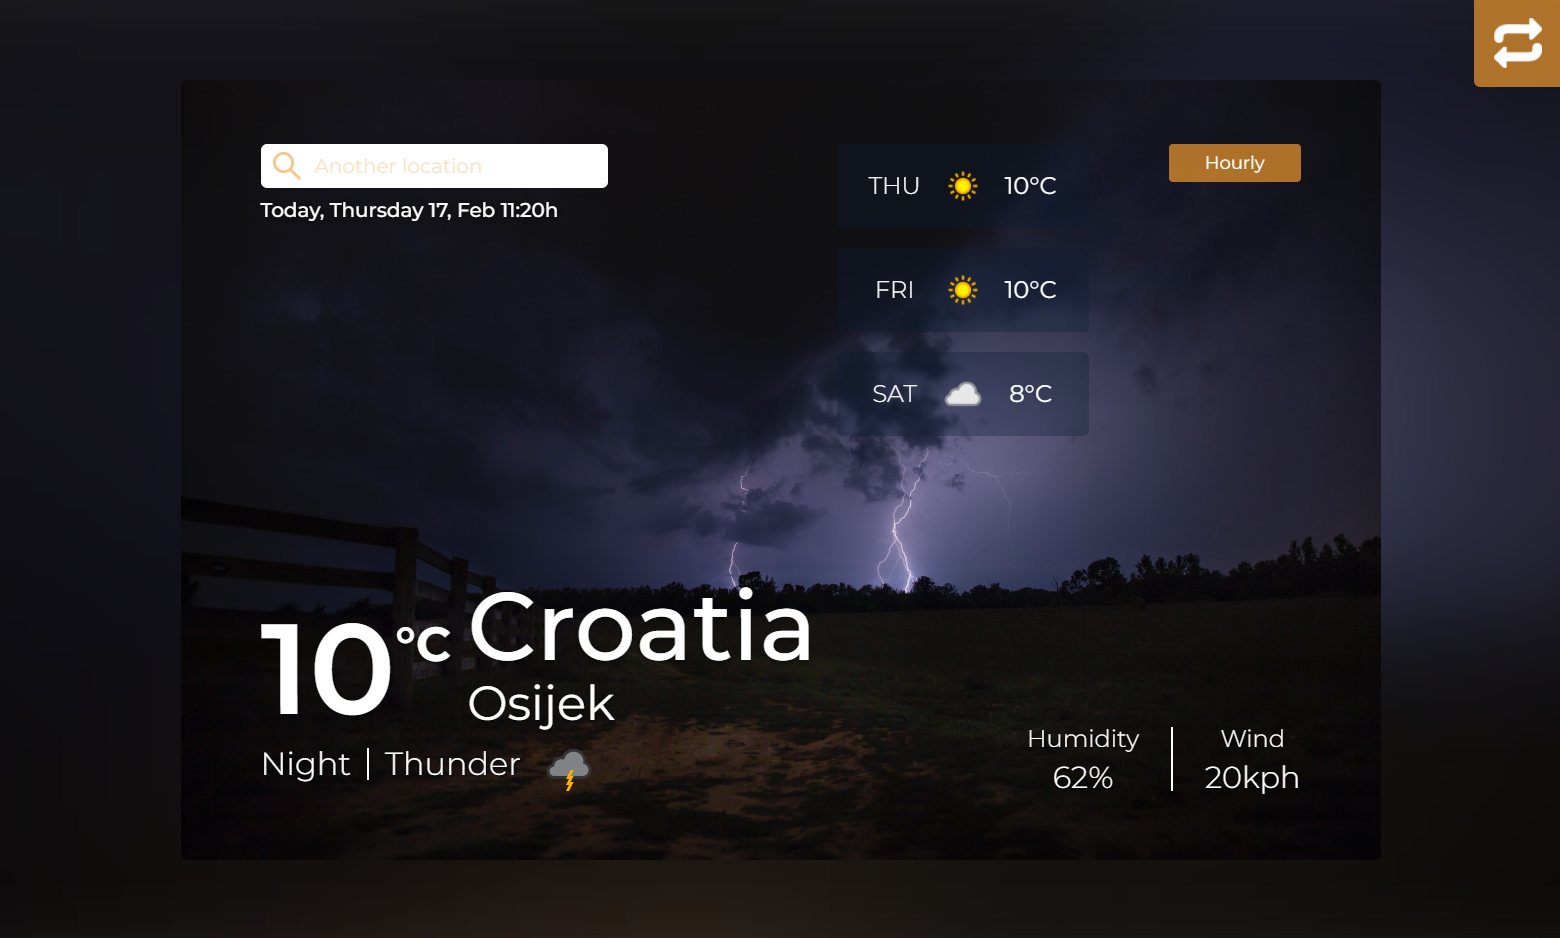 Another location
Today, Thursday 17, Feb 11:20h
THU 10°C
FRI 10°C
SAT 8°C
Hourly
10°C
Croatia
Osijek
Night | Thunder
Humidity
62%
Wind
20kph